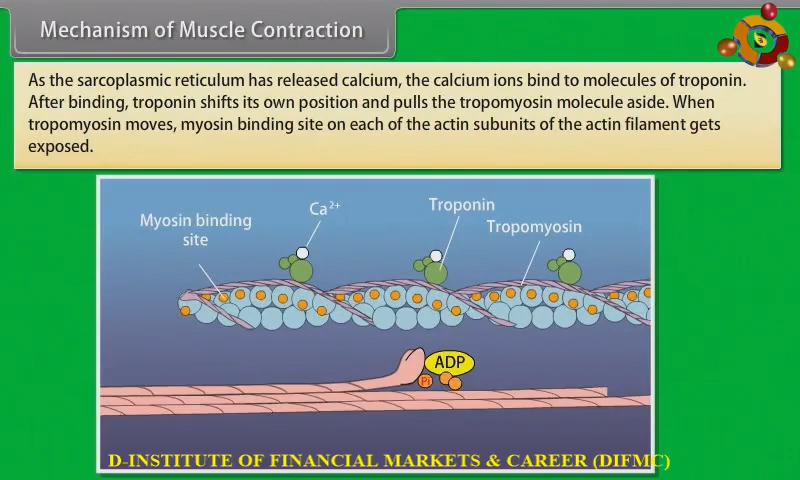 Mechanism of Muscle Contraction
As the sarcoplasmic reticulum has released calcium, the calcium ions bind to molecules of troponin.
After binding, troponin shifts its own position and pulls the tropomyosin molecule aside. When
tropomyosin moves, myosin binding site on each of the actin subunits of the actin filament gets
exposed.
Myosin binding
site
Ca2+
Troponin
Tropomyosin
ADP
Pi
D-INSTITUTE OF FINANCIAL MARKETS & CAREER (DIFMC)